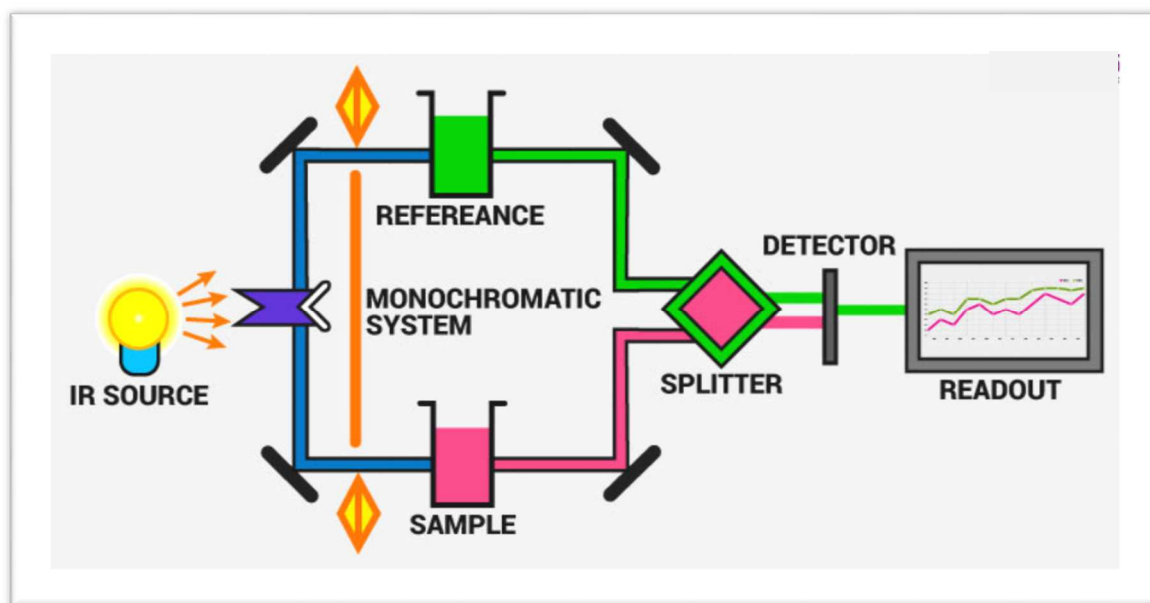 REFEREANCE
MONOCHROMATIC
SYSTEM
IR SOURCE
SAMPLE
SPLITTER
DETECTOR
READOUT